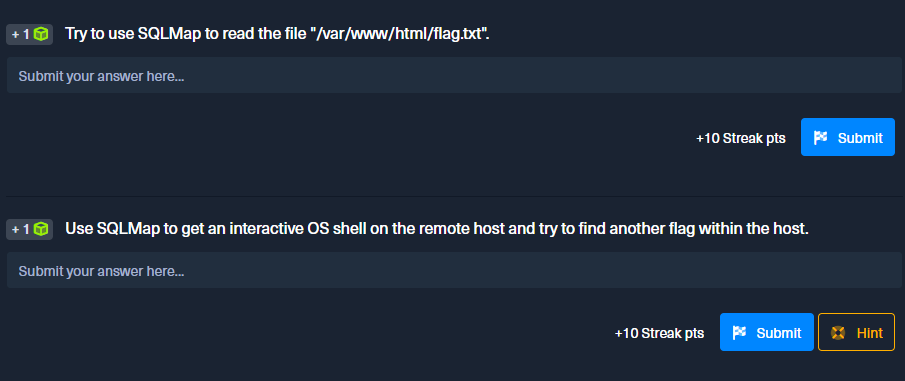 + 1 Try to use SQLMap to read the file "/var/www/html/flag.txt".
Submit your answer here...
+10 Streak pts Submit
+ 1 Use SQLMap to get an interactive OS shell on the remote host and try to find another flag within the host.
Submit your answer here...
+10 Streak pts Submit Hint